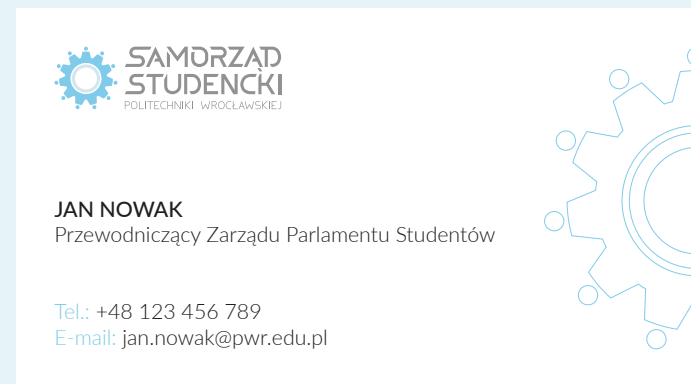 SAMORZĄD
STUDENCKI
POLITECHNIKI WROCŁAWSKIEJ
JAN NOWAK
Przewodniczący Zarządu Parlamentu Studentów
Tel.: +48 123 456 789
E-mail: jan.nowak@pwr.edu.pl